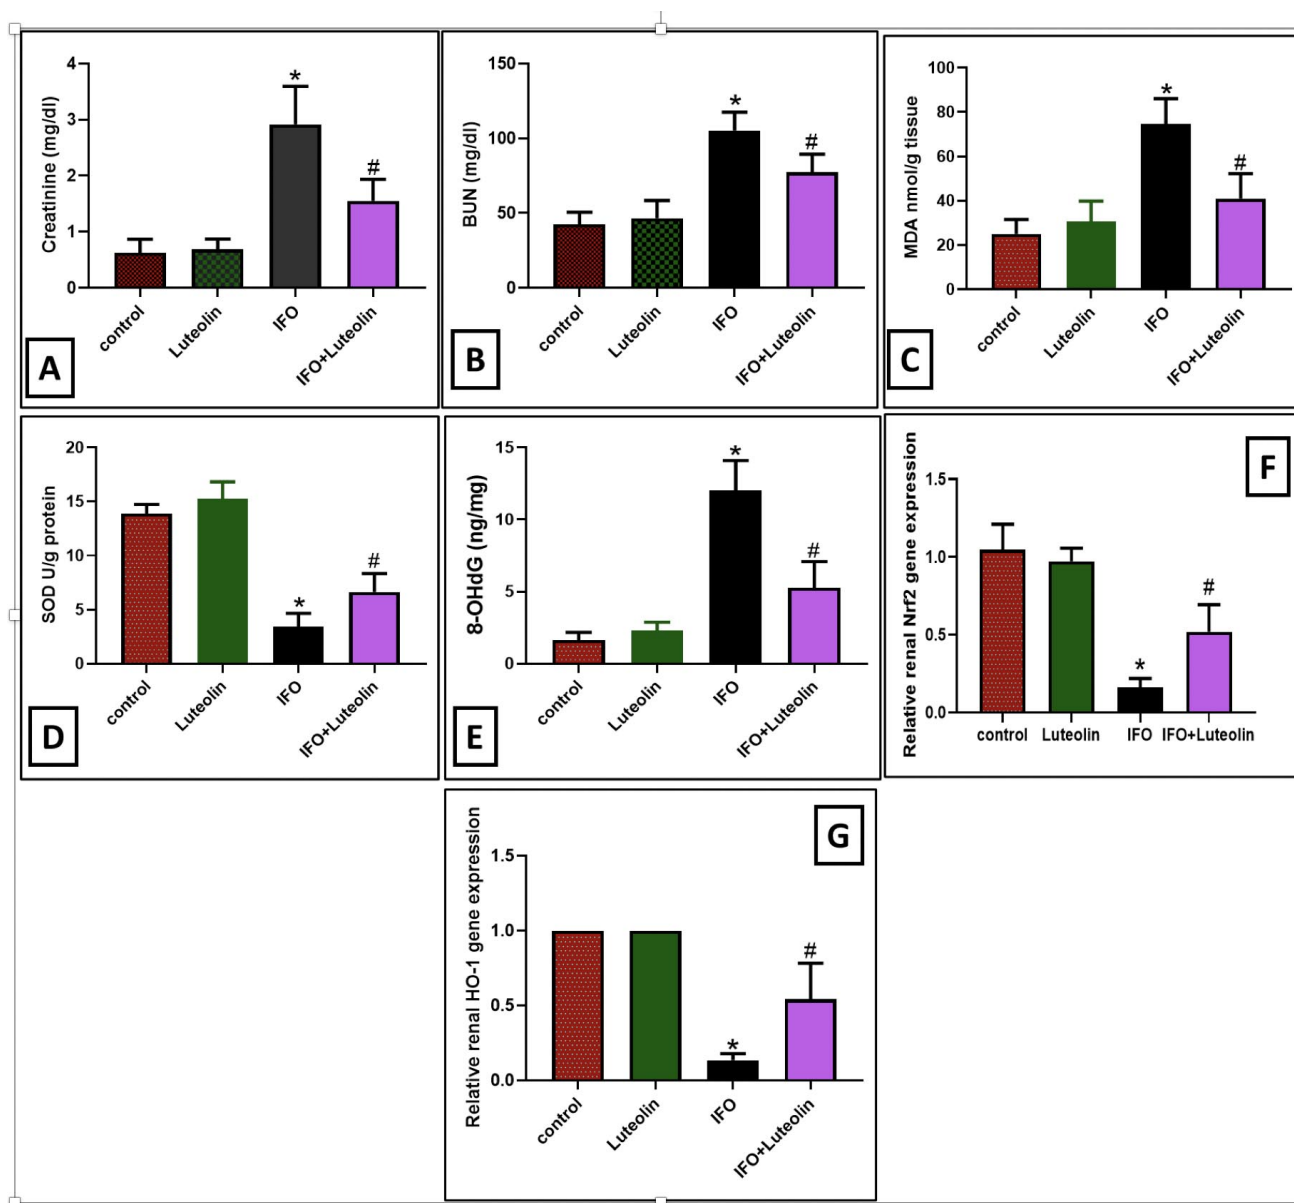 Creatinine (mg/dl)
4
3
2
1
0
*
#
control
Luteolin
IFO
IFO+Luteolin
A
BUN (mg/dl)
150
100
50
0
*
#
control
Luteolin
IFO
IFO+Luteolin
B
MDA nmol/g tissue
100
80
60
40
20
0
*
#
control
Luteolin
IFO
IFO+Luteolin
C
SOD U/g protein
20
15
10
5
0
*
#
control
Luteolin
IFO
IFO+Luteolin
D
8-OHdG (ng/mg)
15
10
5
0
*
#
control
Luteolin
IFO
IFO+Luteolin
E
Relative renal Nrf2 gene expression
1.5
1.0
0.5
0.0
*
#
control Luteolin IFO IFO+Luteolin
F
Relative renal HO-1 gene expression
1.5
1.0
0.5
0.0
*
#
control
Luteolin
IFO
IFO+Luteolin
G